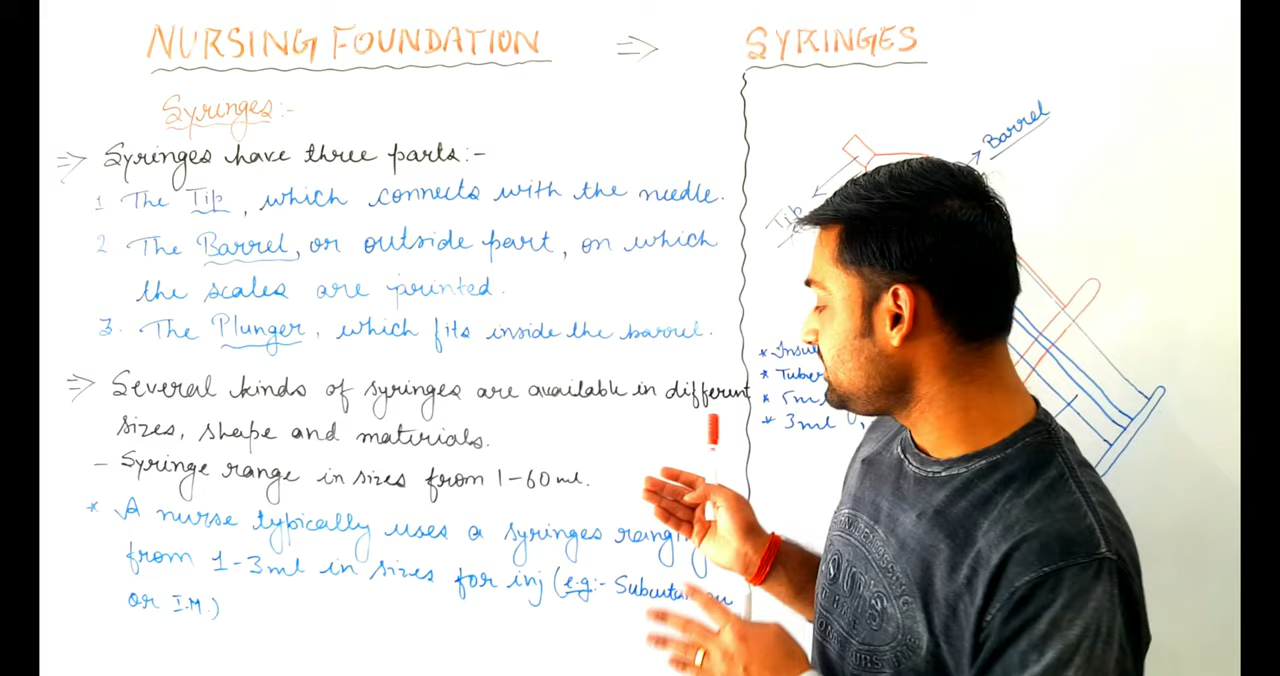 NURSING FOUNDATION ⇒ SYRINGES
Syringes:-
⇒ Syringes have three parts:-
1 The Tip, which connects with the needle.
2 The Barrel, or outside part, on which
the scales are printed.
3. The Plunger, which fits inside the barrel.
⇒ Several kinds of syringes are available in different
sizes, shape and materials.
- Syringe range in sizes from 1-60 ml.
* A nurse typically uses a syringes
from 1-3ml in sizes for inj (e.g:-
or I.M.)
Barrel
Tip
* 5ml
* 3ml,